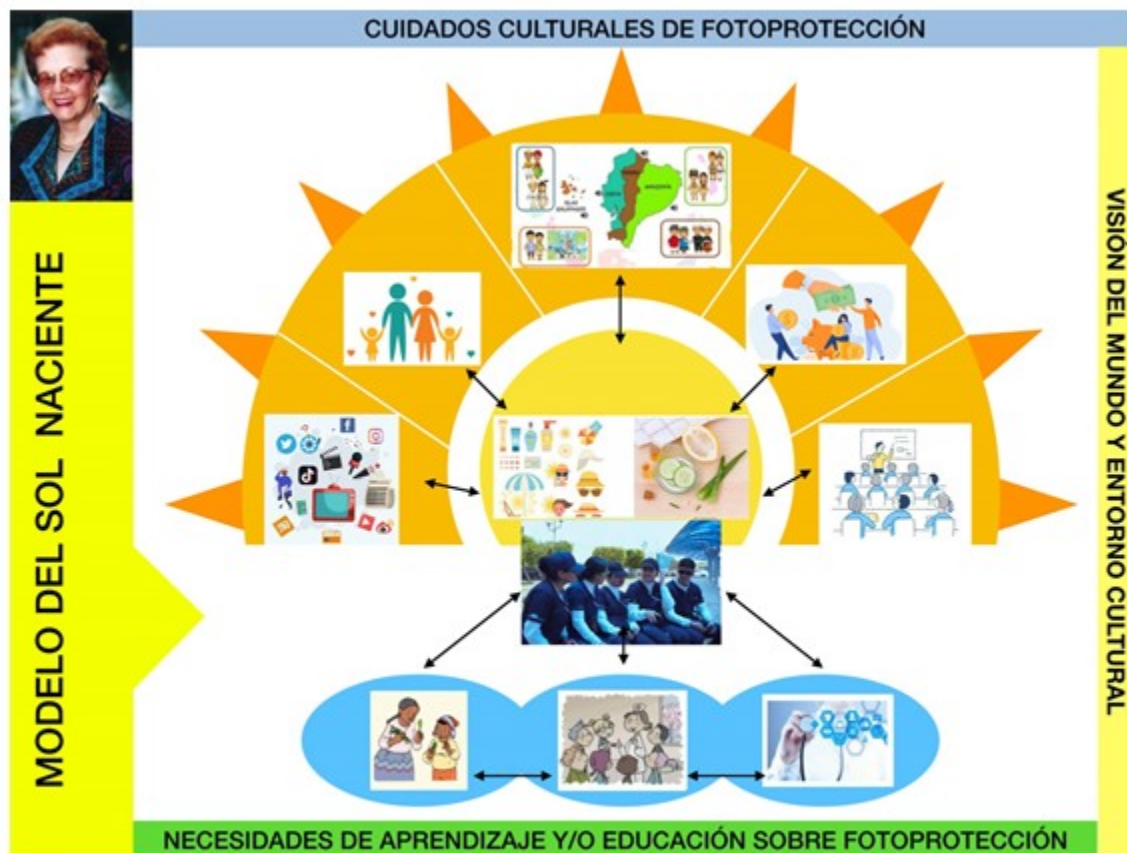 CUIDADOS CULTURALES DE FOTOPROTECCIÓN
MODELO DEL SOL NACIENTE
VISIÓN DEL MUNDO Y ENTORNO CULTURAL
NECESIDADES DE APRENDIZAJE Y/O EDUCACIÓN SOBRE FOTOPROTECCIÓN